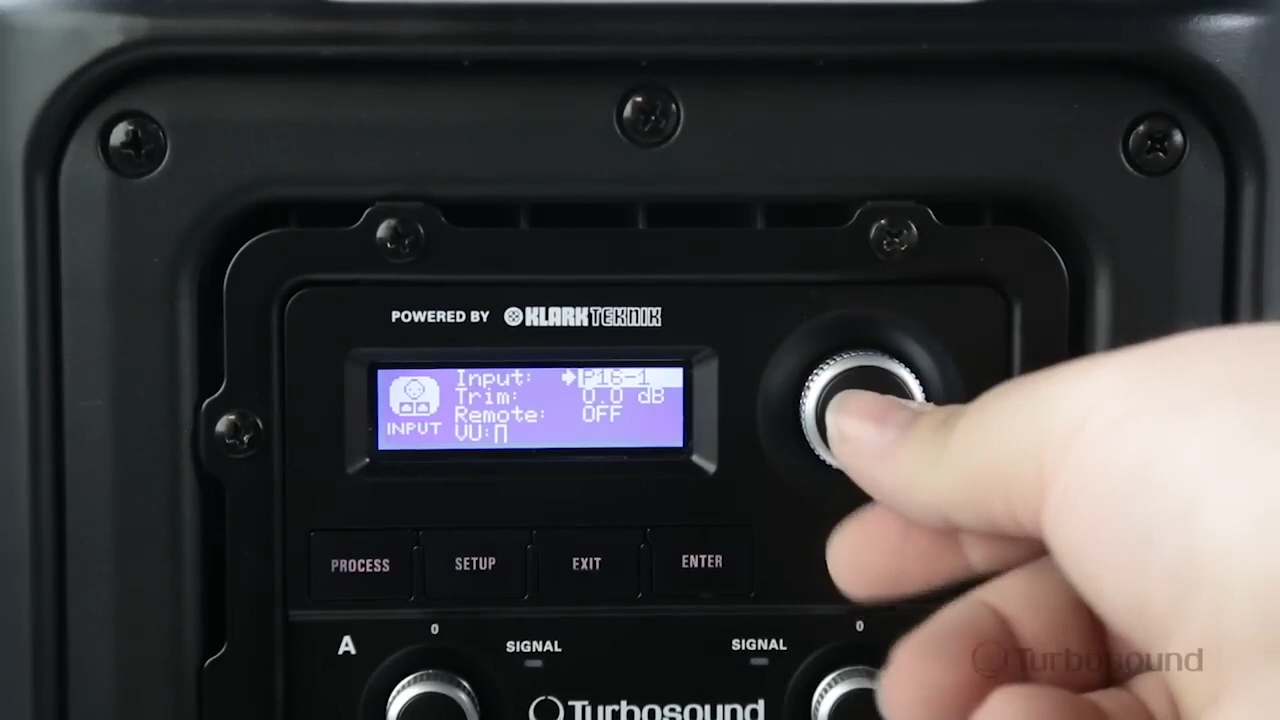 POWERED BY KLARK TEKNIK
Input: P16-1
Trim: 0.0 dB
Remote: OFF
INPUT
VU:
PROCESS SETUP EXIT ENTER
A 0 SIGNAL SIGNAL 0
Turbosound
Turbosound